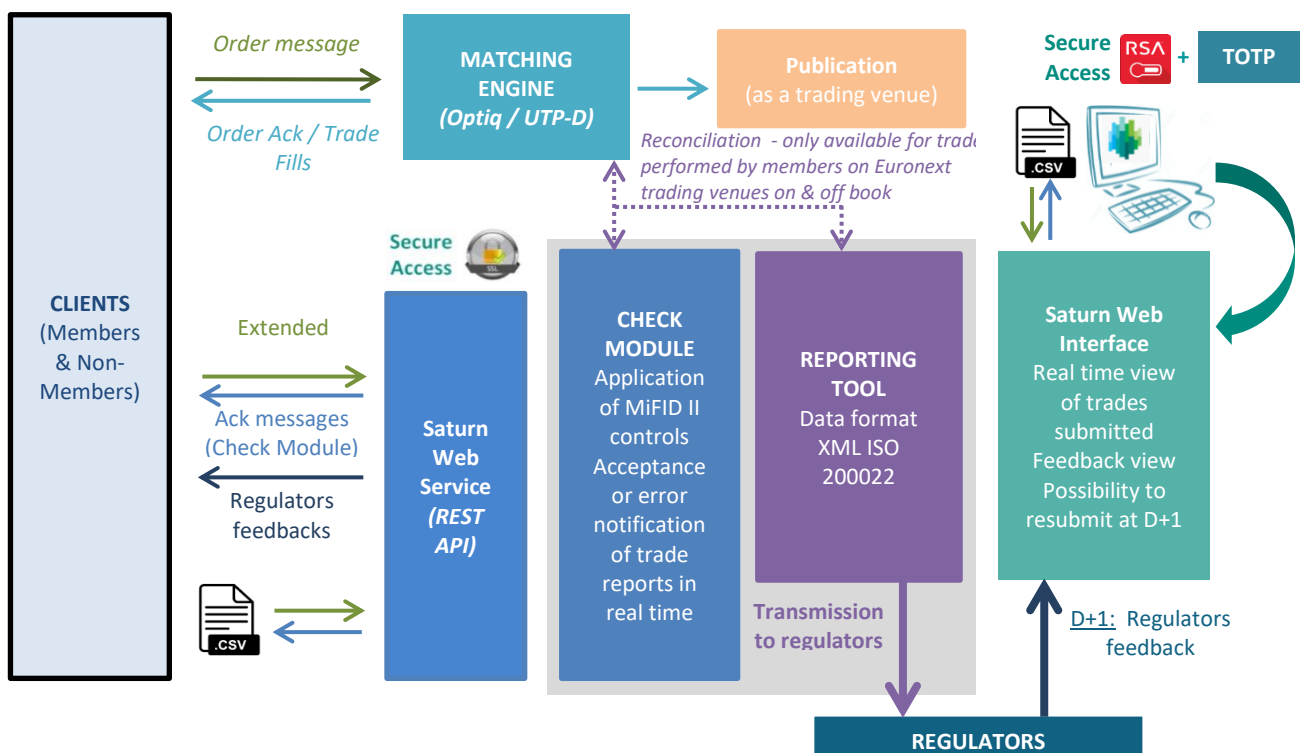 Order message
Order Ack / Trade
Fills
MATCHING
ENGINE
(Optiq / UTP-D)
Publication
(as a trading venue)
Secure
Access
RSA
+
TOTP
.CSV
Reconciliation - only available for trade
performed by members on Euronext
trading venues on & off book
Secure
Access
SSL
CLIENTS
(Members
& Non-
Members)
Extended
Ack messages
(Check Module)
Regulators
feedbacks
.CSV
Saturn
Web
Service
(REST
API)
CHECK
MODULE
Application
of MiFID II
controls
Acceptance
or error
notification
of trade
reports in
real time
REPORTING
TOOL
Data format
XML ISO
200022
Transmission
to regulators
Saturn Web
Interface
Real time view
of trades
submitted
Feedback view
Possibility to
resubmit at D+1
D+1: Regulators
feedback
REGULATORS